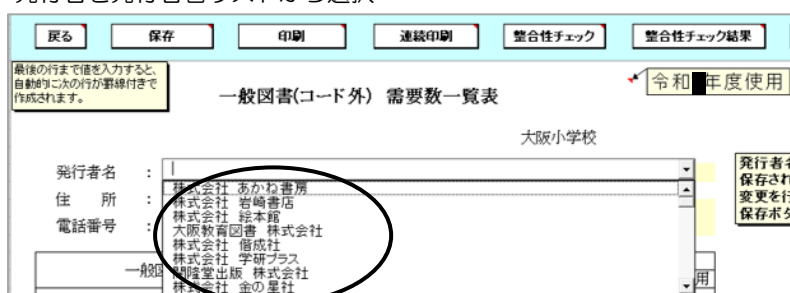 発行者を発行者番リストから選択
戻る 保存 印刷 連続印刷 整合性チェック 整合性チェック結果
最後の行まで値を入力すると、
自動的に次の行が罫線付きで
作成されます。
一般図書(コード外) 需要数一覧表
令和 年度使用
大阪小学校
発行者名 :
住 所 :
電話番号 :
株式会社 あかね書房
株式会社 岩崎書店
株式会社 絵本館
大阪教育図書 株式会社
株式会社 偕成社
株式会社 学研プラス
開隆堂出版 株式会社
株式会社 金の星社
発行者名
保存され
変更を行
保存ボタ
一般図
用